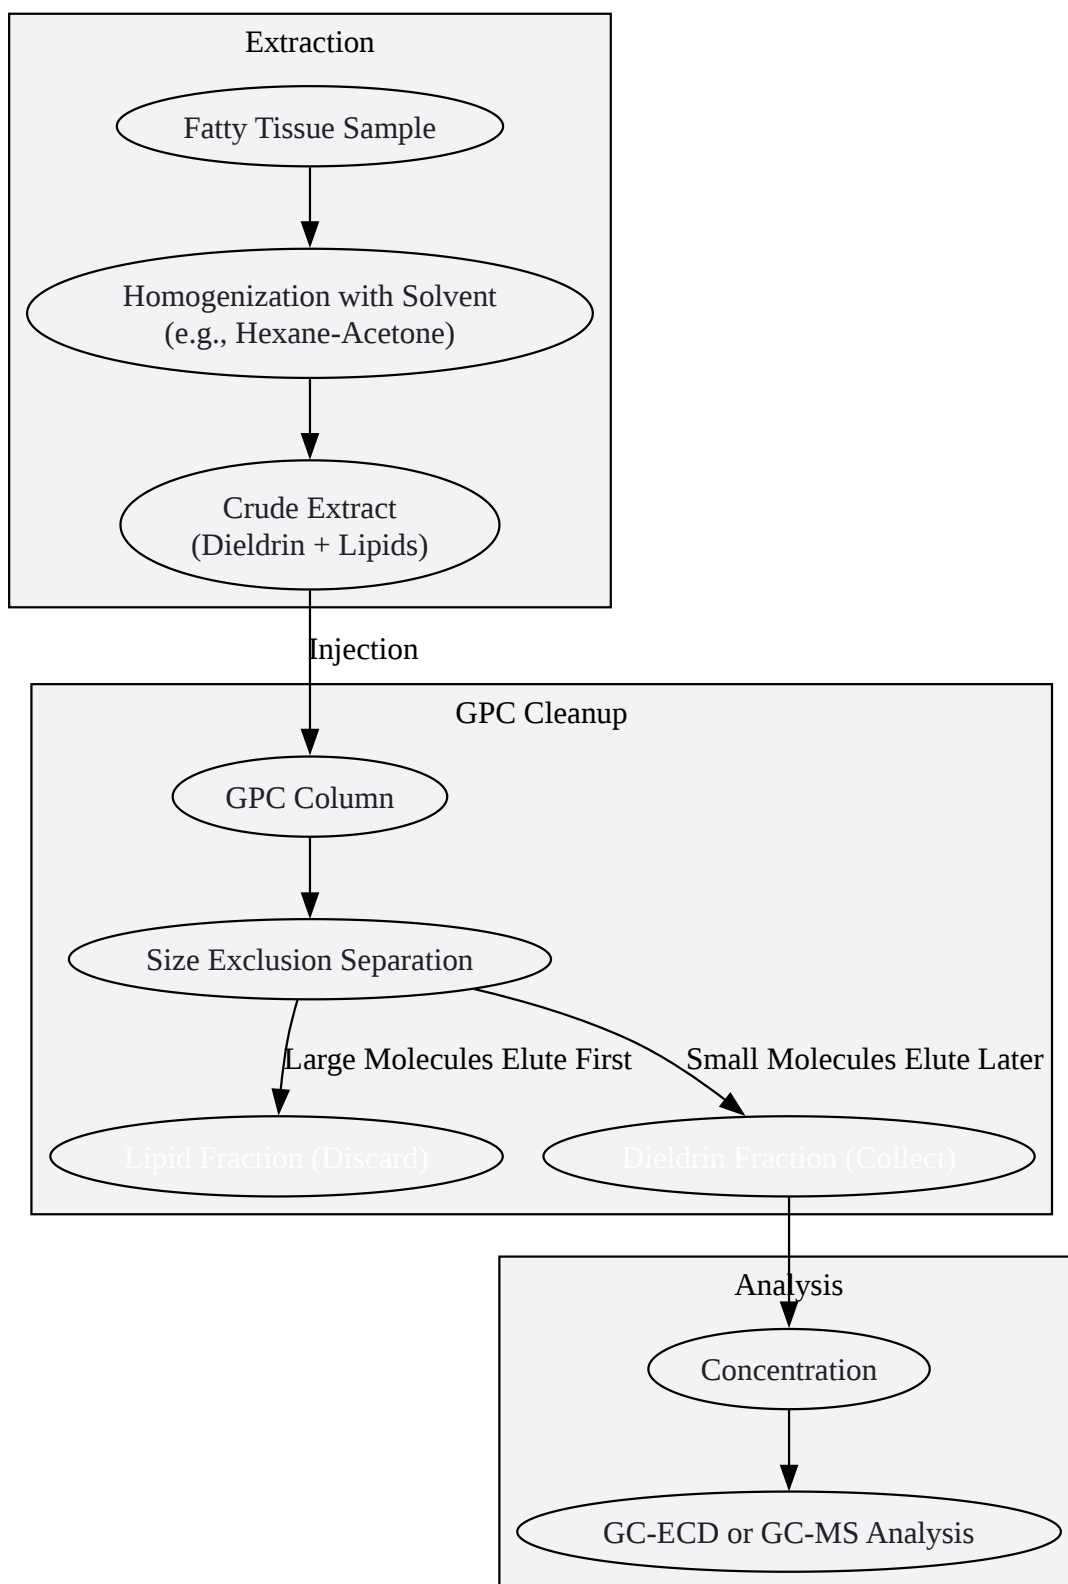 Extraction
Fatty Tissue Sample
Homogenization with Solvent
(e.g., Hexane-Acetone)
Crude Extract
(Dieldrin + Lipids)
Injection
GPC Cleanup
GPC Column
Size Exclusion Separation
Large Molecules Elute First
Small Molecules Elute Later
Lipid Fraction (Discard)
Dieldrin Fraction (Collect)
Analysis
Concentration
GC-ECD or GC-MS Analysis